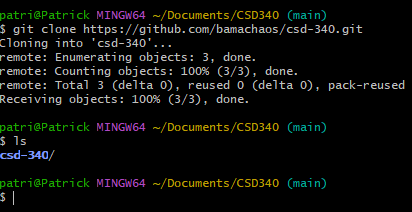 patri@Patrick MINGW64 ~/Documents/CSD340 (main)
$ git clone https://github.com/bamachaos/csd-340.git
Cloning into 'csd-340'...
remote: Enumerating objects: 3, done.
remote: Counting objects: 100% (3/3), done.
remote: Total 3 (delta 0), reused 0 (delta 0), pack-reused
Receiving objects: 100% (3/3), done.
patri@Patrick MINGW64 ~/Documents/CSD340 (main)
$ ls
csd-340/
patri@Patrick MINGW64 ~/Documents/CSD340 (main)
$